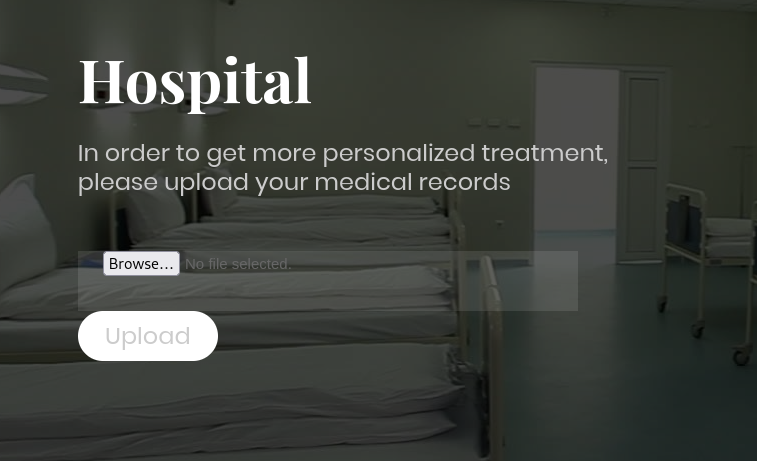 Hospital
In order to get more personalized treatment,
please upload your medical records
Browse... No file selected.
Upload